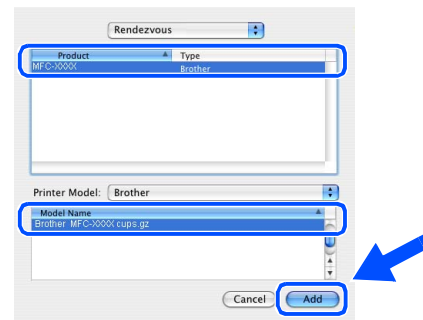 Rendezvous
Product Type
MFC-XXXX Brother
Printer Model: Brother
Model Name
Brother MFC-XXXX cups.gz
Cancel Add